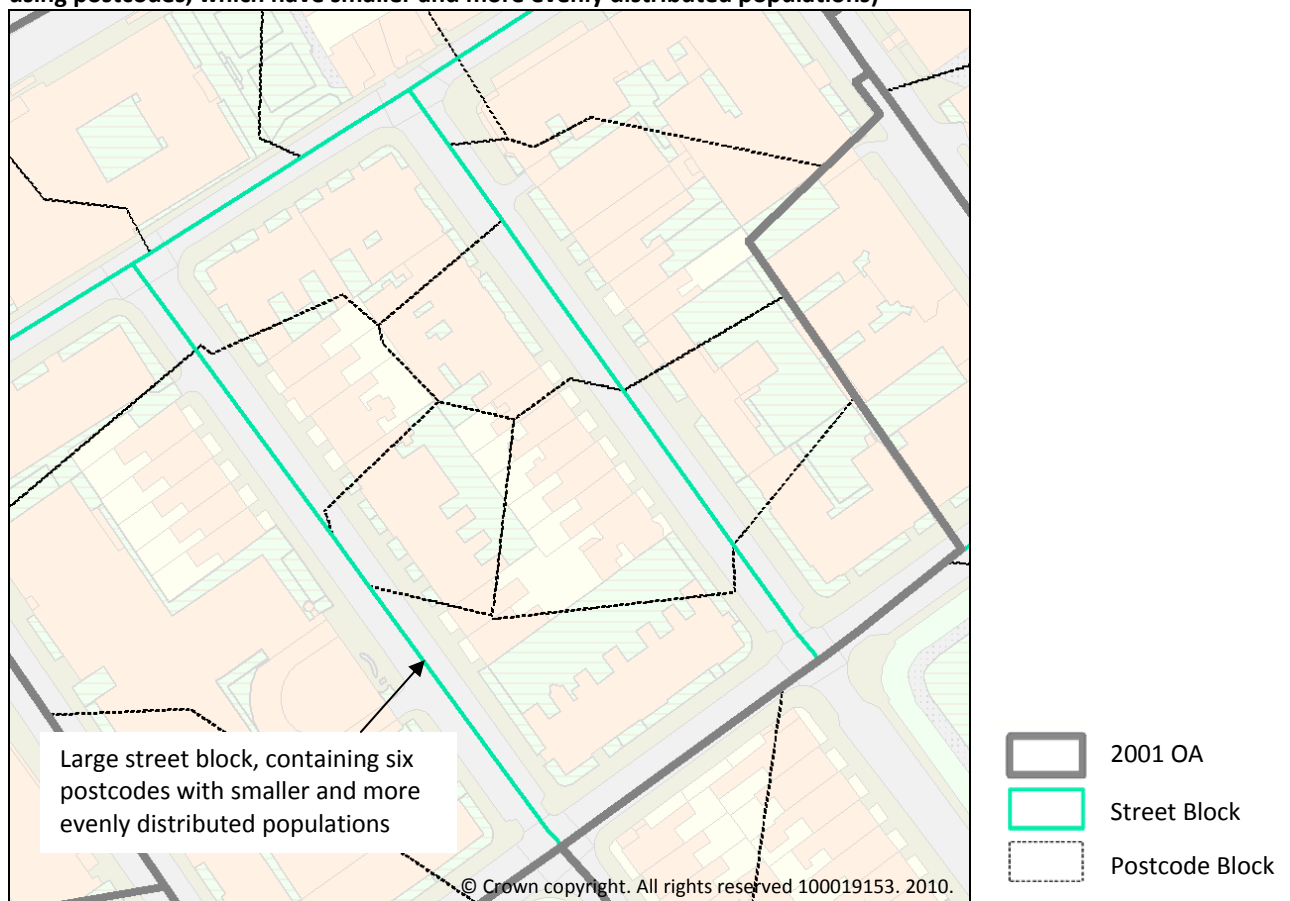 using postcodes, which have smaller and more evenly distributed populations)
Large street block, containing six
postcodes with smaller and more
evenly distributed populations
© Crown copyright. All rights reserved 100019153. 2010.
2001 OA
Street Block
Postcode Block